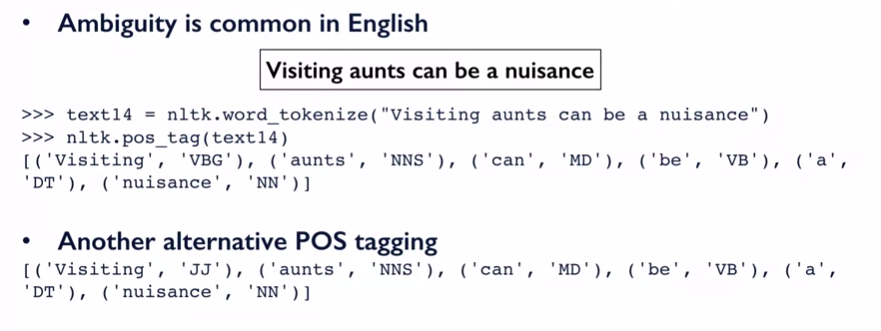 • Ambiguity is common in English
Visiting aunts can be a nuisance
>>> text14 = nltk.word_tokenize("Visiting aunts can be a nuisance")
>>> nltk.pos_tag(text14)
[('Visiting', 'VBG'), ('aunts', 'NNS'), ('can', 'MD'), ('be', 'VB'), ('a',
'DT'), ('nuisance', 'NN')]
• Another alternative POS tagging
[('Visiting', 'JJ'), ('aunts', 'NNS'), ('can', 'MD'), ('be', 'VB'), ('a',
'DT'), ('nuisance', 'NN')]